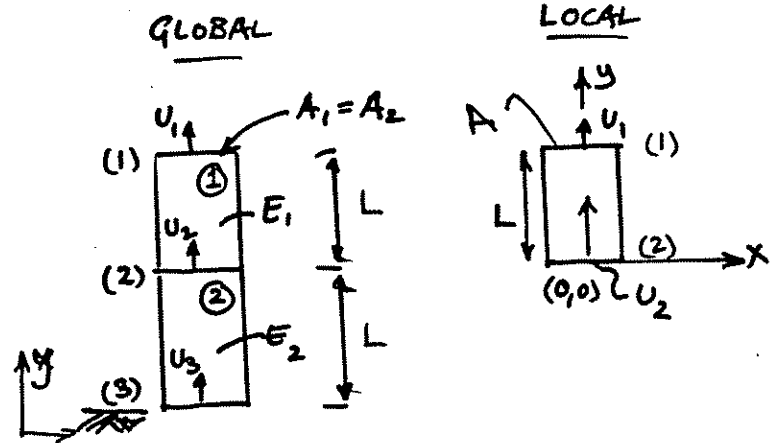 GLOBAL
U₁
A₁ = A₂
(1)
①
E₁
L
U₂
(2)
②
E₂
L
U₃
(3)
y
LOCAL
y
A
U₁
(1)
L
(2)
X
(0,0)
U₂